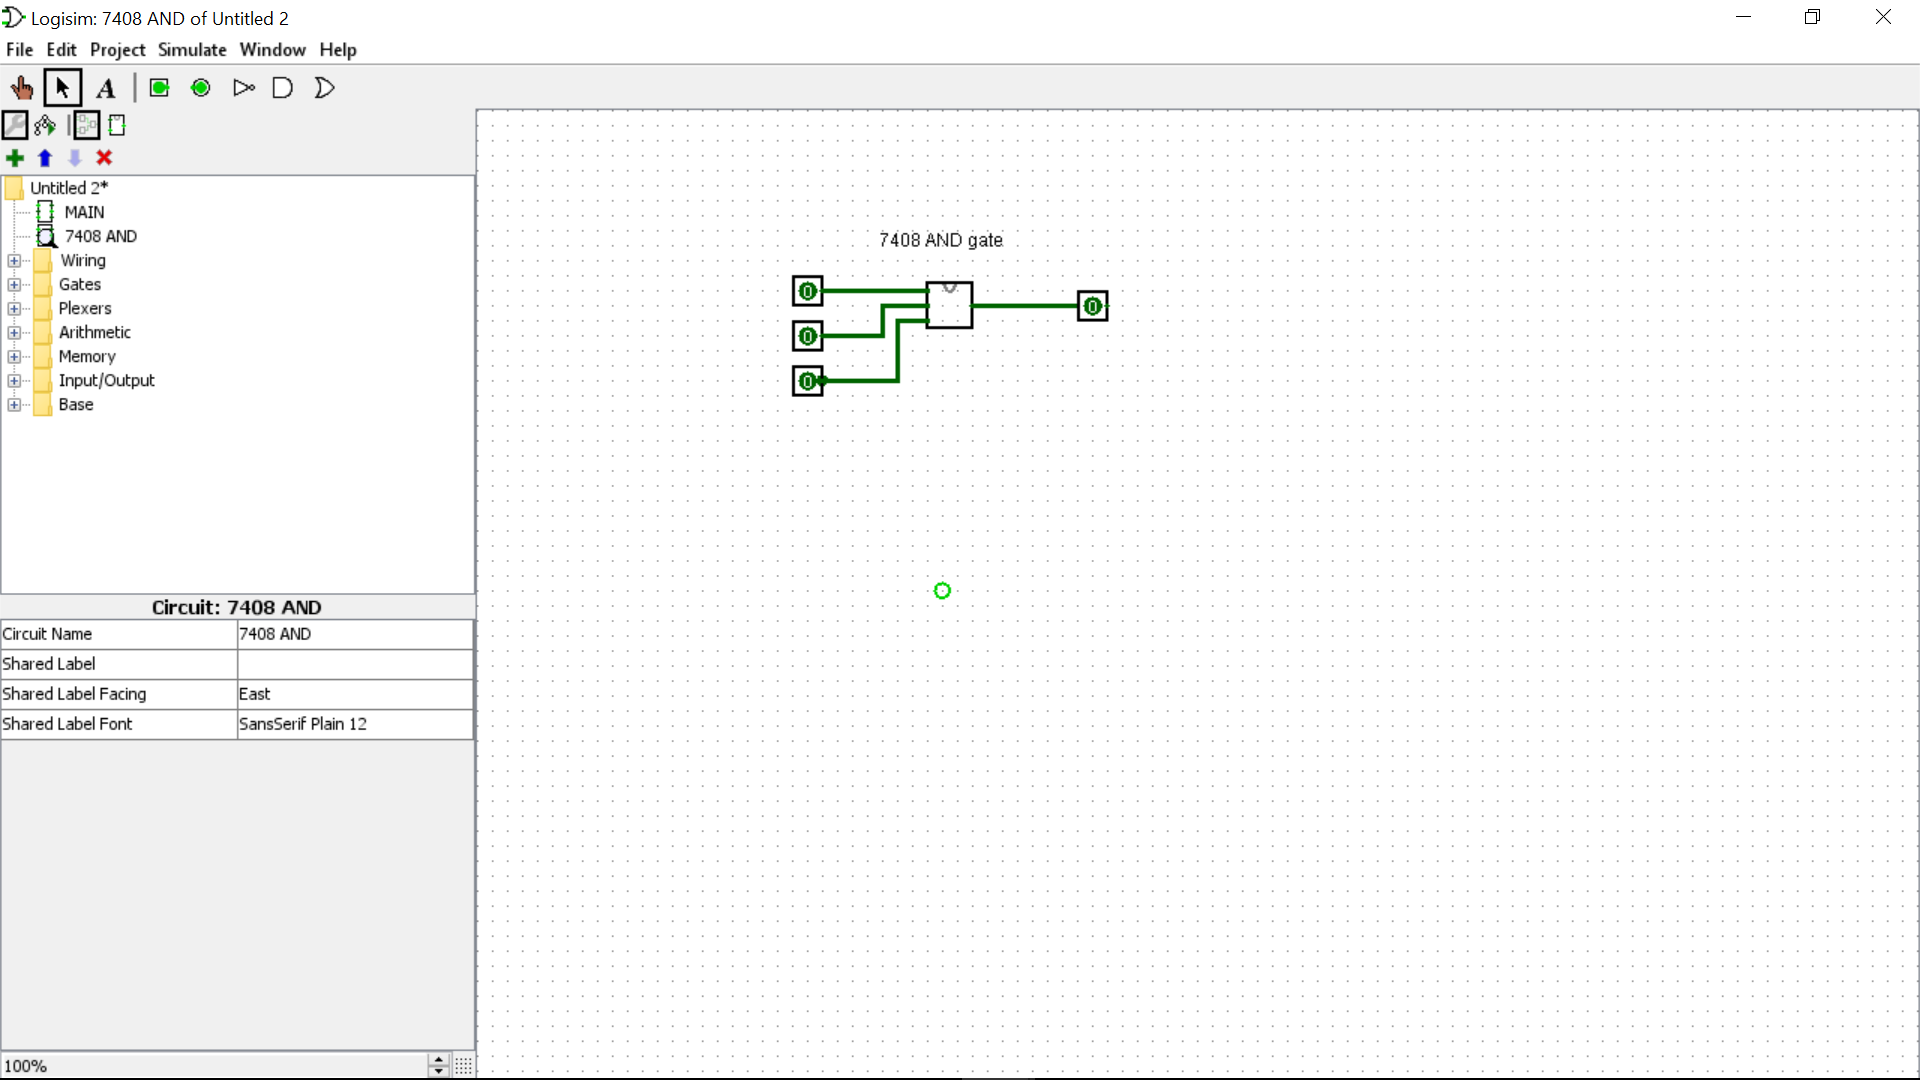 Logisim: 7408 AND of Untitled 2
File Edit Project Simulate Window Help
A
Untitled 2*
MAIN
7408 AND
Wiring
Gates
Plexers
Arithmetic
Memory
Input/Output
Base
Circuit: 7408 AND
Circuit Name 7408 AND
Shared Label
Shared Label Facing East
Shared Label Font SansSerif Plain 12
100%
7408 AND gate
0
0
0
0